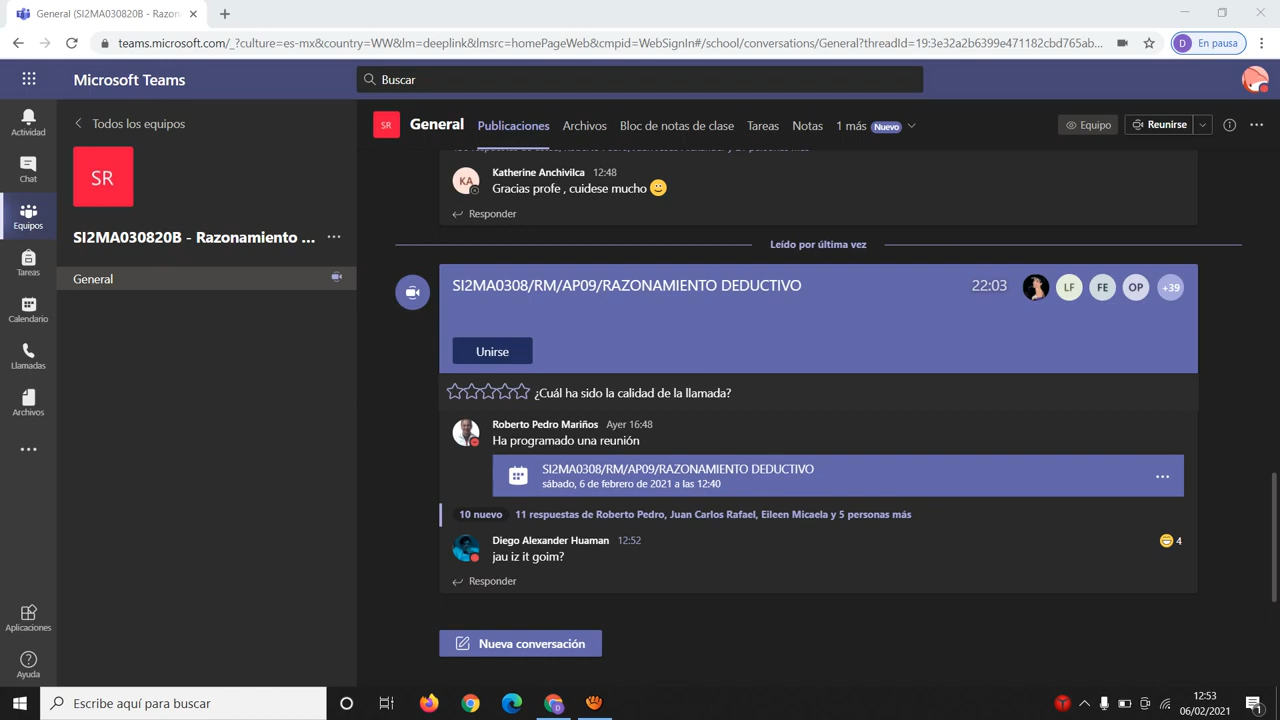 General (SI2MA030820B - Razon
teams.microsoft.com/_?culture=es-mx&country=WW&lm=deeplink&lmsrc=homePageWeb&cmpid=WebSignIn#/school/conversations/General?threadId=19:3e32a2b6399e471182cbd765ab...
D
En pausa
Microsoft Teams
Buscar
Actividad
Chat
Equipos
Tareas
Calendario
Llamadas
Archivos
Aplicaciones
Ayuda
Todos los equipos
SR
SI2MA030820B - Razonamiento ...
General
SR
General
Publicaciones
Archivos
Bloc de notas de clase
Tareas
Notas
1 más
Nuevo
Equipo
Reunirse
KA
Katherine Anchivilca 12:48
Gracias profe , cuidese mucho
Responder
Leído por última vez
SI2MA0308/RM/AP09/RAZONAMIENTO DEDUCTIVO
22:03
LF
FE
OP
+39
Unirse
¿Cuál ha sido la calidad de la llamada?
Roberto Pedro Mariños Ayer 16:48
Ha programado una reunión
SI2MA0308/RM/AP09/RAZONAMIENTO DEDUCTIVO
sábado, 6 de febrero de 2021 a las 12:40
10 nuevo 11 respuestas de Roberto Pedro, Juan Carlos Rafael, Eileen Micaela y 5 personas más
Diego Alexander Huaman 12:52
4
jau iz it goim?
Responder
Nueva conversación
Escribe aquí para buscar
12:53
06/02/2021